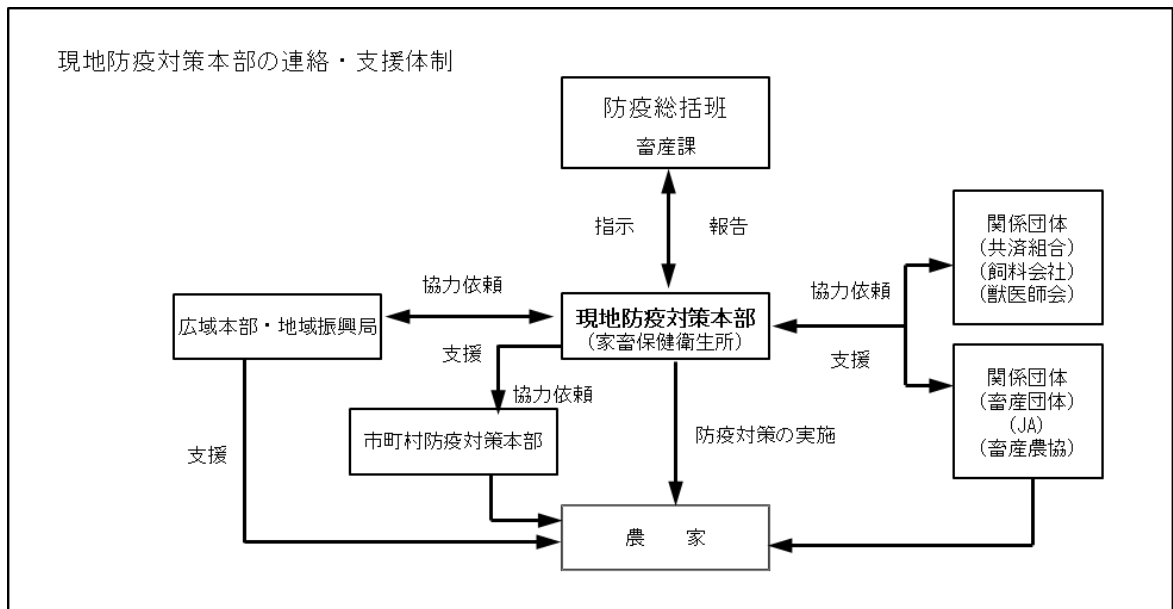 現地防疫対策本部の連絡・支援体制
防疫総括班
畜産課
指示
報告
関係団体
(共済組合)
(飼料会社)
(獣医師会)
協力依頼
協力依頼
広域本部・地域振興局
現地防疫対策本部
(家畜保健衛生所)
支援
支援
協力依頼
関係団体
(畜産団体)
(JA)
(畜産農協)
市町村防疫対策本部
防疫対策の実施
支援
農　家